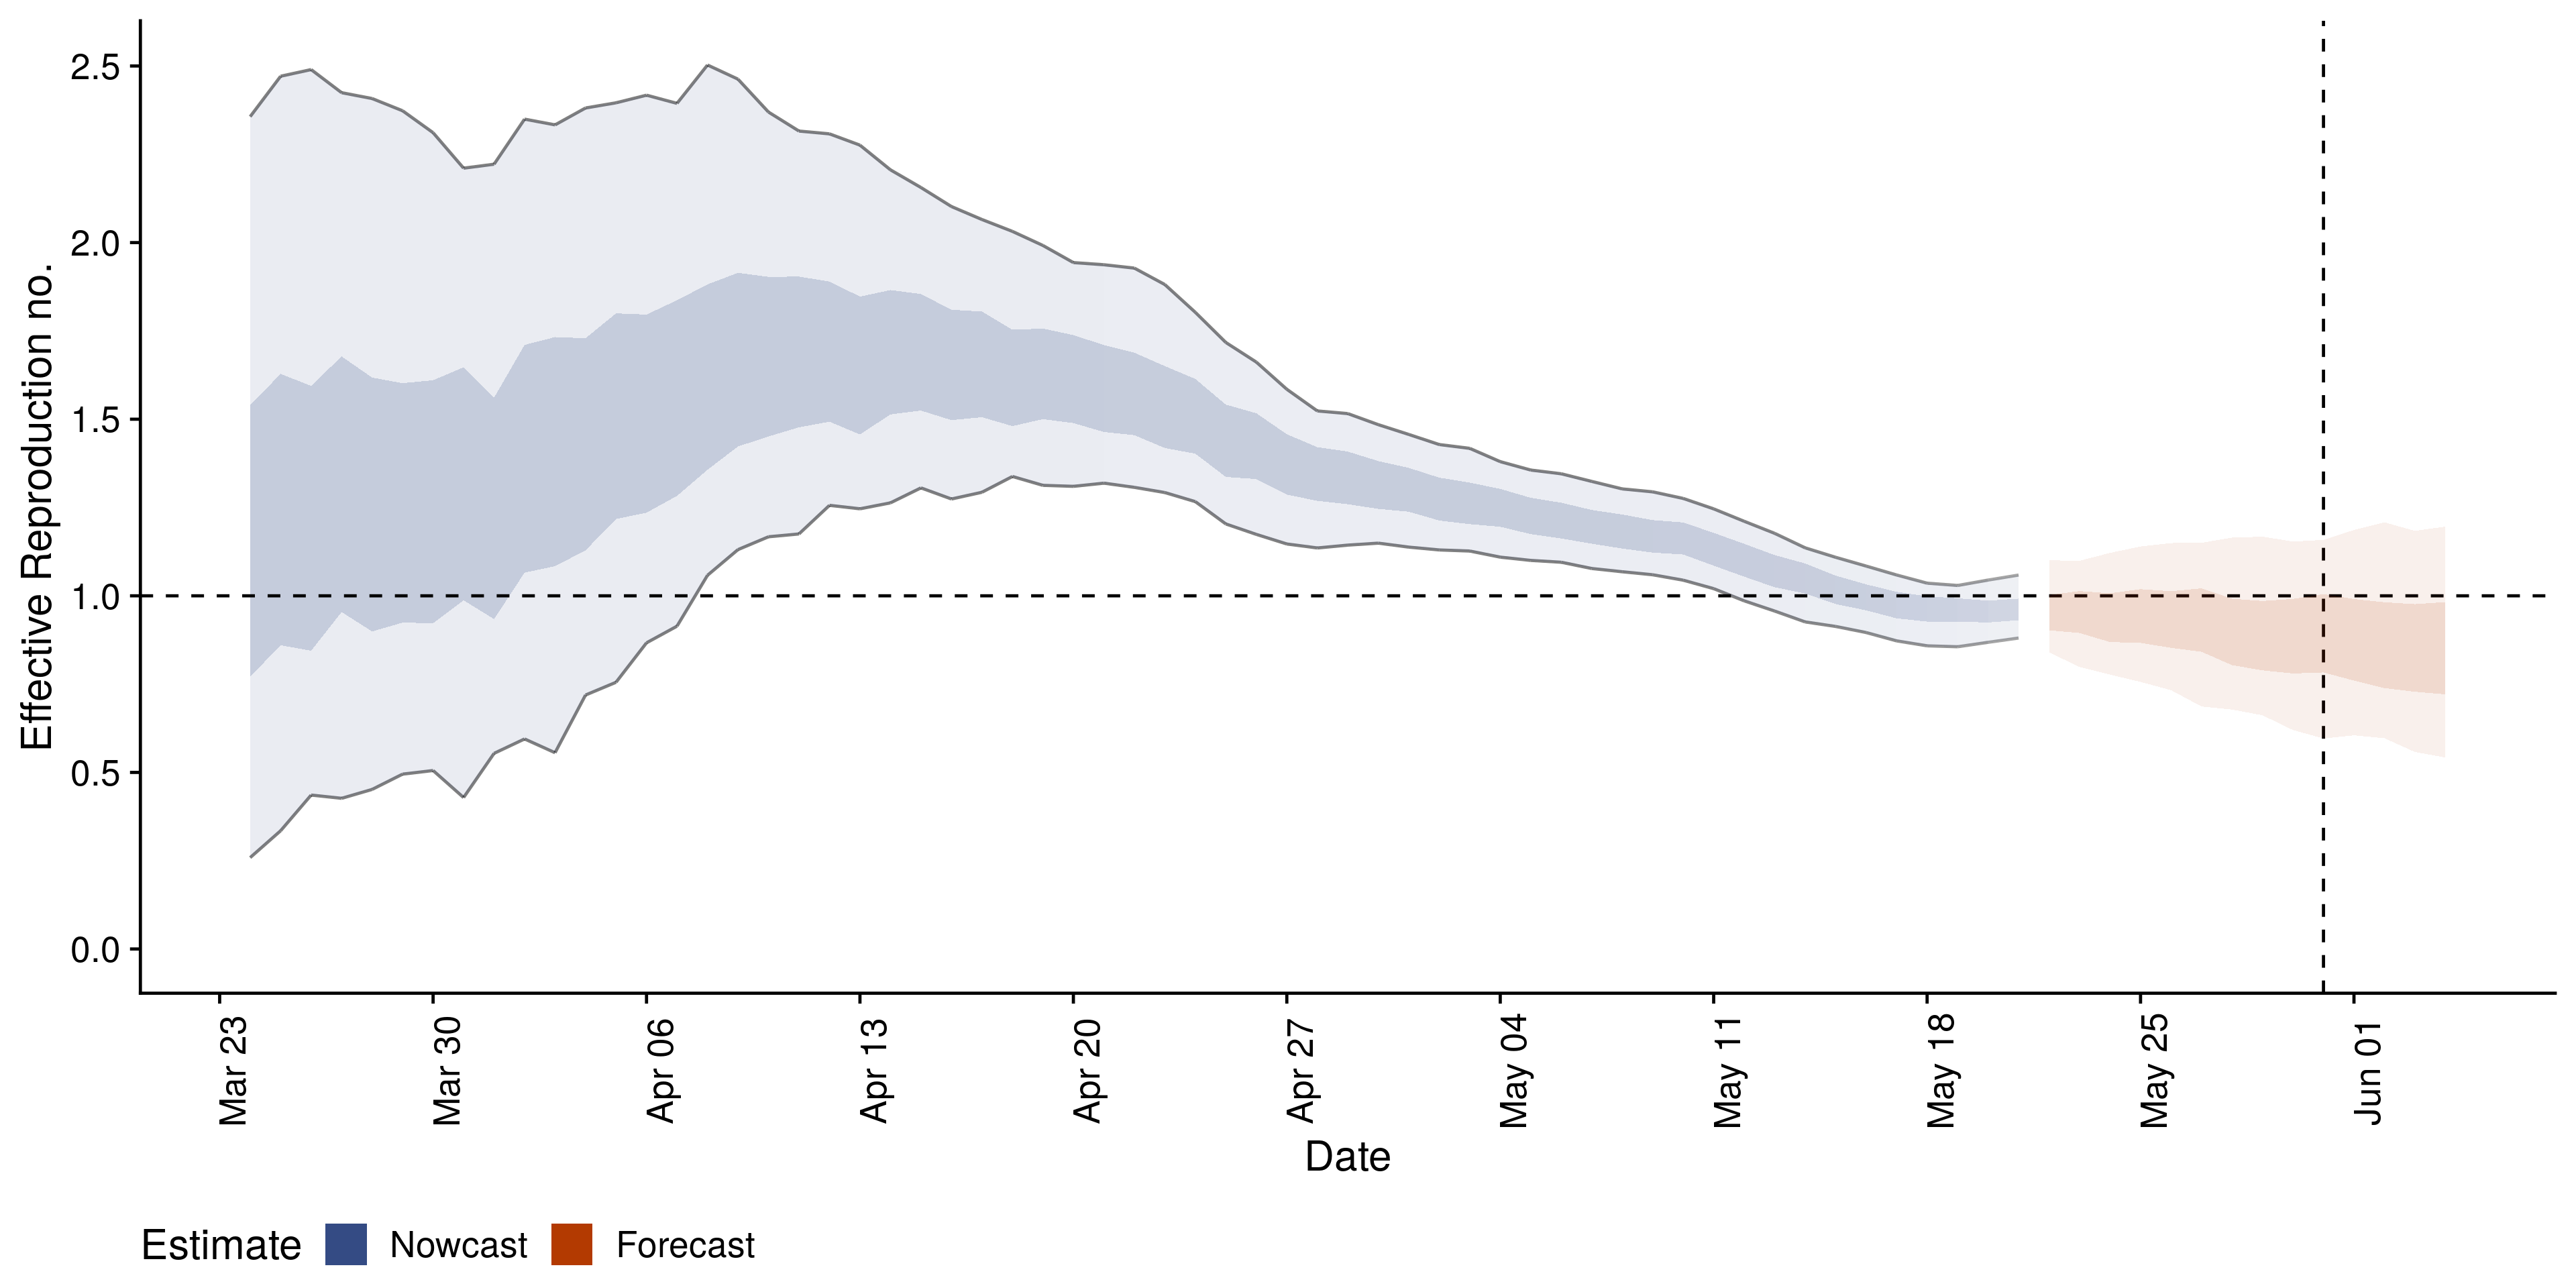 Effective Reproduction no.
2.5
2.0
1.5
1.0
0.5
0.0
Mar 23
Mar 30
Apr 06
Apr 13
Apr 20
Apr 27
May 04
May 11
May 18
May 25
Jun 01
Date
Estimate Nowcast Forecast